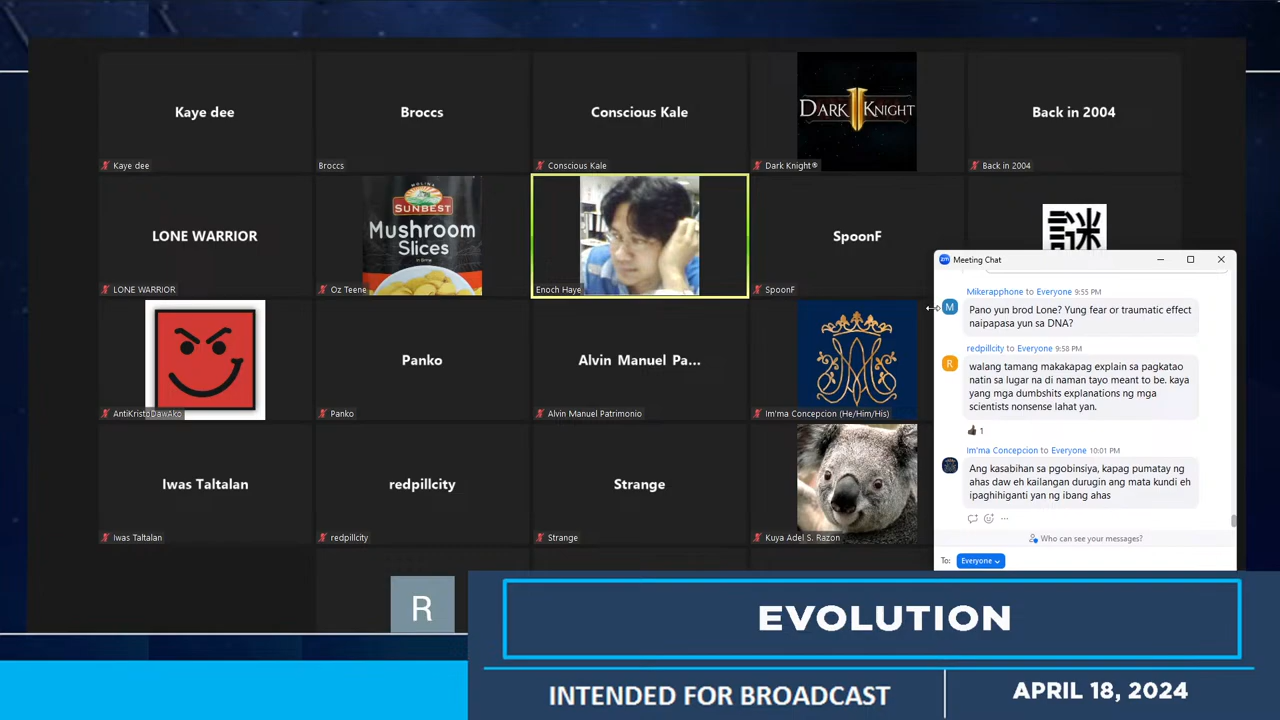 Kaye dee
Broccs
Conscious Kale
DARK II KNIGHT
Back in 2004
Kaye dee
Broccs
Conscious Kale
Dark Knight®
Back in 2004
LONE WARRIOR
MOLINERA
SUNBEST
Mushroom
Slices
in Brine
SpoonF
謎
LONE WARRIOR
Oz Teene
Enoch Haye
SpoonF
Panko
Alvin Manuel Pa...
AntiKristoDawAko
Panko
Alvin Manuel Patrimonio
Im'ma Concepcion (He/Him/His)
Iwas Taltalan
redpillcity
Strange
Iwas Taltalan
redpillcity
Strange
Kuya Adel S. Razon
R
zm Meeting Chat
Mikerapphone to Everyone 9:55 PM
M
Pano yun brod Lone? Yung fear or traumatic effect
naipapasa yun sa DNA?
redpillcity to Everyone 9:58 PM
R
walang tamang makakapag explain sa pagkatao
natin sa lugar na di naman tayo meant to be. kaya
yang mga dumbshits explanations ng mga
scientists nonsense lahat yan.
1
Im'ma Concepcion to Everyone 10:01 PM
Ang kasabihan sa pgobinsiya, kapag pumatay ng
ahas daw eh kailangan durugin ang mata kundi eh
ipaghihiganti yan ng ibang ahas
Who can see your messages?
To: Everyone
EVOLUTION
INTENDED FOR BROADCAST
APRIL 18, 2024